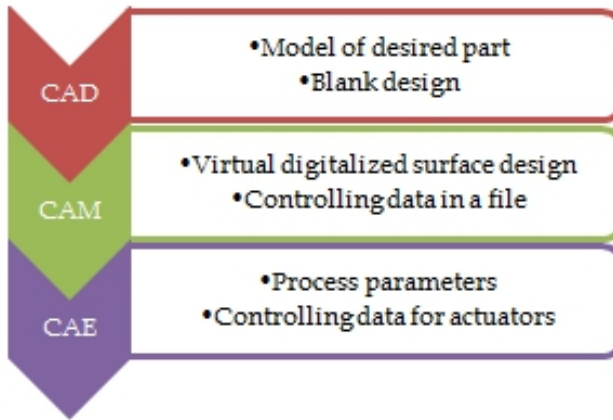 CAD
•Model of desired part
•Blank design
CAM
•Virtual digitalized surface design
•Controlling data in a file
CAE
•Process parameters
•Controlling data for actuators